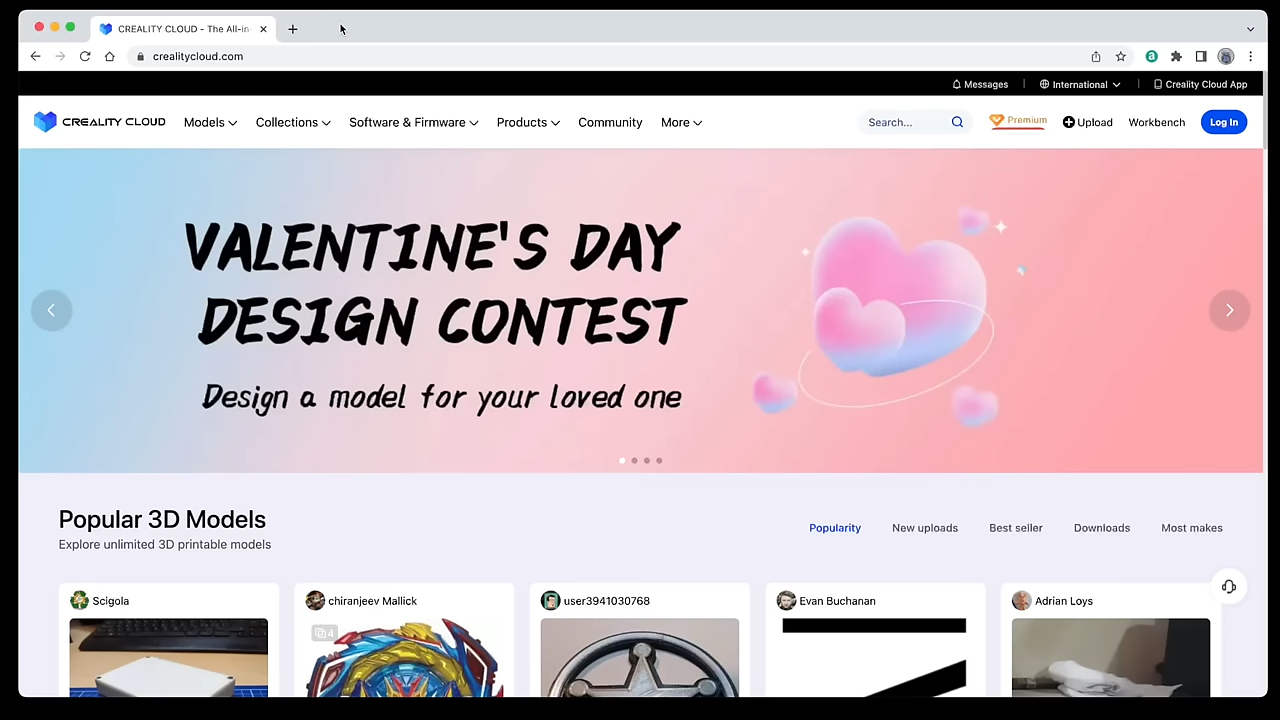 CREALITY CLOUD - The All-in-
crealitycloud.com
Messages
International
Creality Cloud App
CREALITY CLOUD
Models
Collections
Software & Firmware
Products
Community
More
Search...
Premium
Upload
Workbench
Log In
VALENTINE'S DAY
DESIGN CONTEST
Design a model for your loved one
Popular 3D Models
Explore unlimited 3D printable models
Popularity
New uploads
Best seller
Downloads
Most makes
Scigola
chiranjeev Mallick
user3941030768
Evan Buchanan
Adrian Loys
4